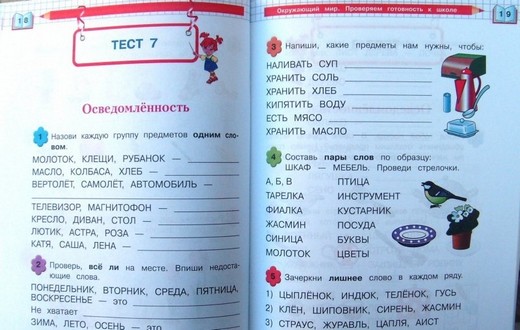 18
ТЕСТ 7
Осведомлённость
1 Назови каждую группу предметов одним сло-
вом.
МОЛОТОК, КЛЕЩИ, РУБАНОК —
МАСЛО, КОЛБАСА, ХЛЕБ —
ВЕРТОЛЁТ, САМОЛЁТ, АВТОМОБИЛЬ —
ТЕЛЕВИЗОР, МАГНИТОФОН —
КРЕСЛО, ДИВАН, СТОЛ —
ЛЮТИК, АСТРА, РОЗА —
КАТЯ, САША, ЛЕНА —
2 Проверь, всё ли на месте. Впиши недоста-
ющие слова.
ПОНЕДЕЛЬНИК, ВТОРНИК, СРЕДА, ПЯТНИЦА,
ВОСКРЕСЕНЬЕ — это
Не хватает
ЗИМА, ЛЕТО, ОСЕНЬ — это
Окружающий мир. Проверяем готовность к школе
19
3 Напиши, какие предметы нам нужны, чтобы:
НАЛИВАТЬ СУП
ХРАНИТЬ СОЛЬ
ХРАНИТЬ ХЛЕБ
КИПЯТИТЬ ВОДУ
ЕСТЬ МЯСО
ХРАНИТЬ МАСЛО
4 Составь пары слов по образцу:
ШКАФ — МЕБЕЛЬ. Проведи стрелочки.
А, Б, В ПТИЦА
ТАРЕЛКА ИНСТРУМЕНТ
ФИАЛКА КУСТАРНИК
ЖАСМИН ПОСУДА
СИНИЦА БУКВЫ
МОЛОТОК ЦВЕТЫ
5 Зачеркни лишнее слово в каждом ряду.
1) ЦЫПЛЁНОК, ИНДЮК, ТЕЛЁНОК, ГУСЬ
2) КЛЁН, ШИПОВНИК, СИРЕНЬ, ЖАСМИН
3) СТРАУС, ЖУРАВЛЬ, ЦАПЛЯ, АИСТ